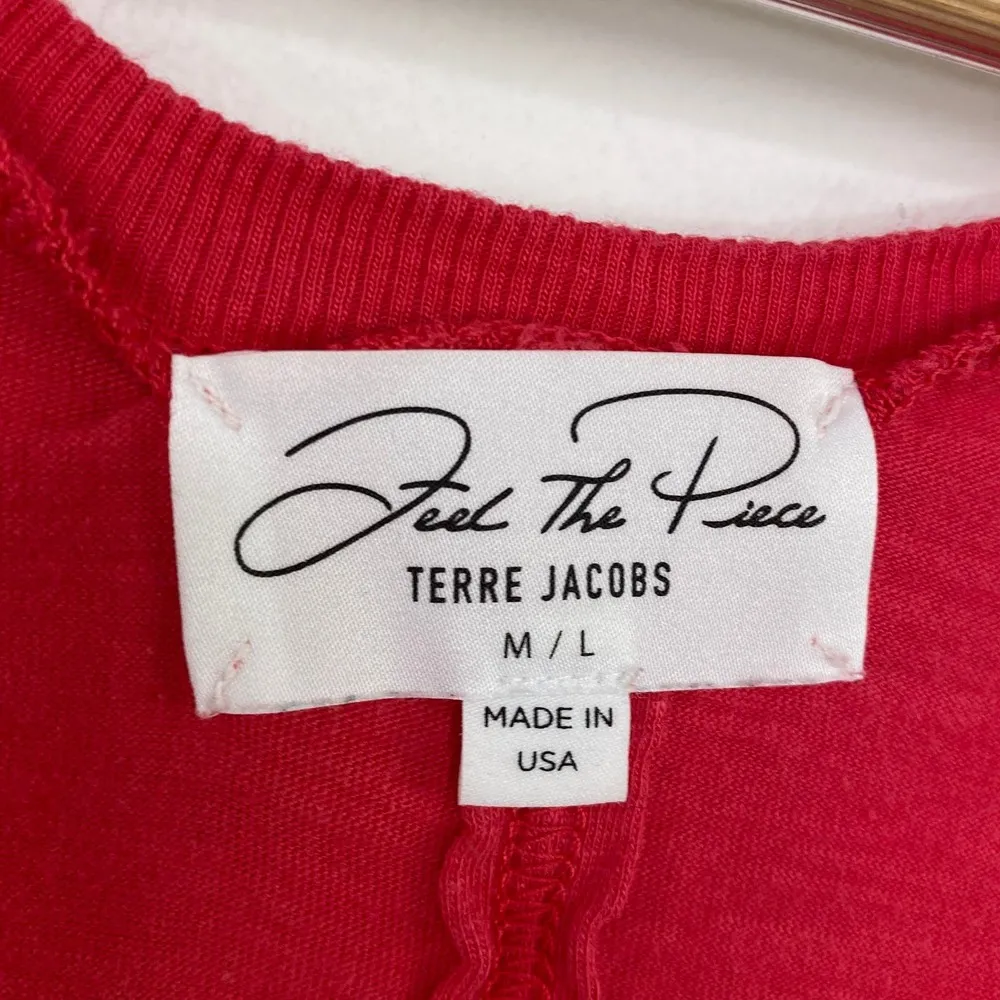 Feel The Piece
TERRE JACOBS
M / L
MADE IN
USA